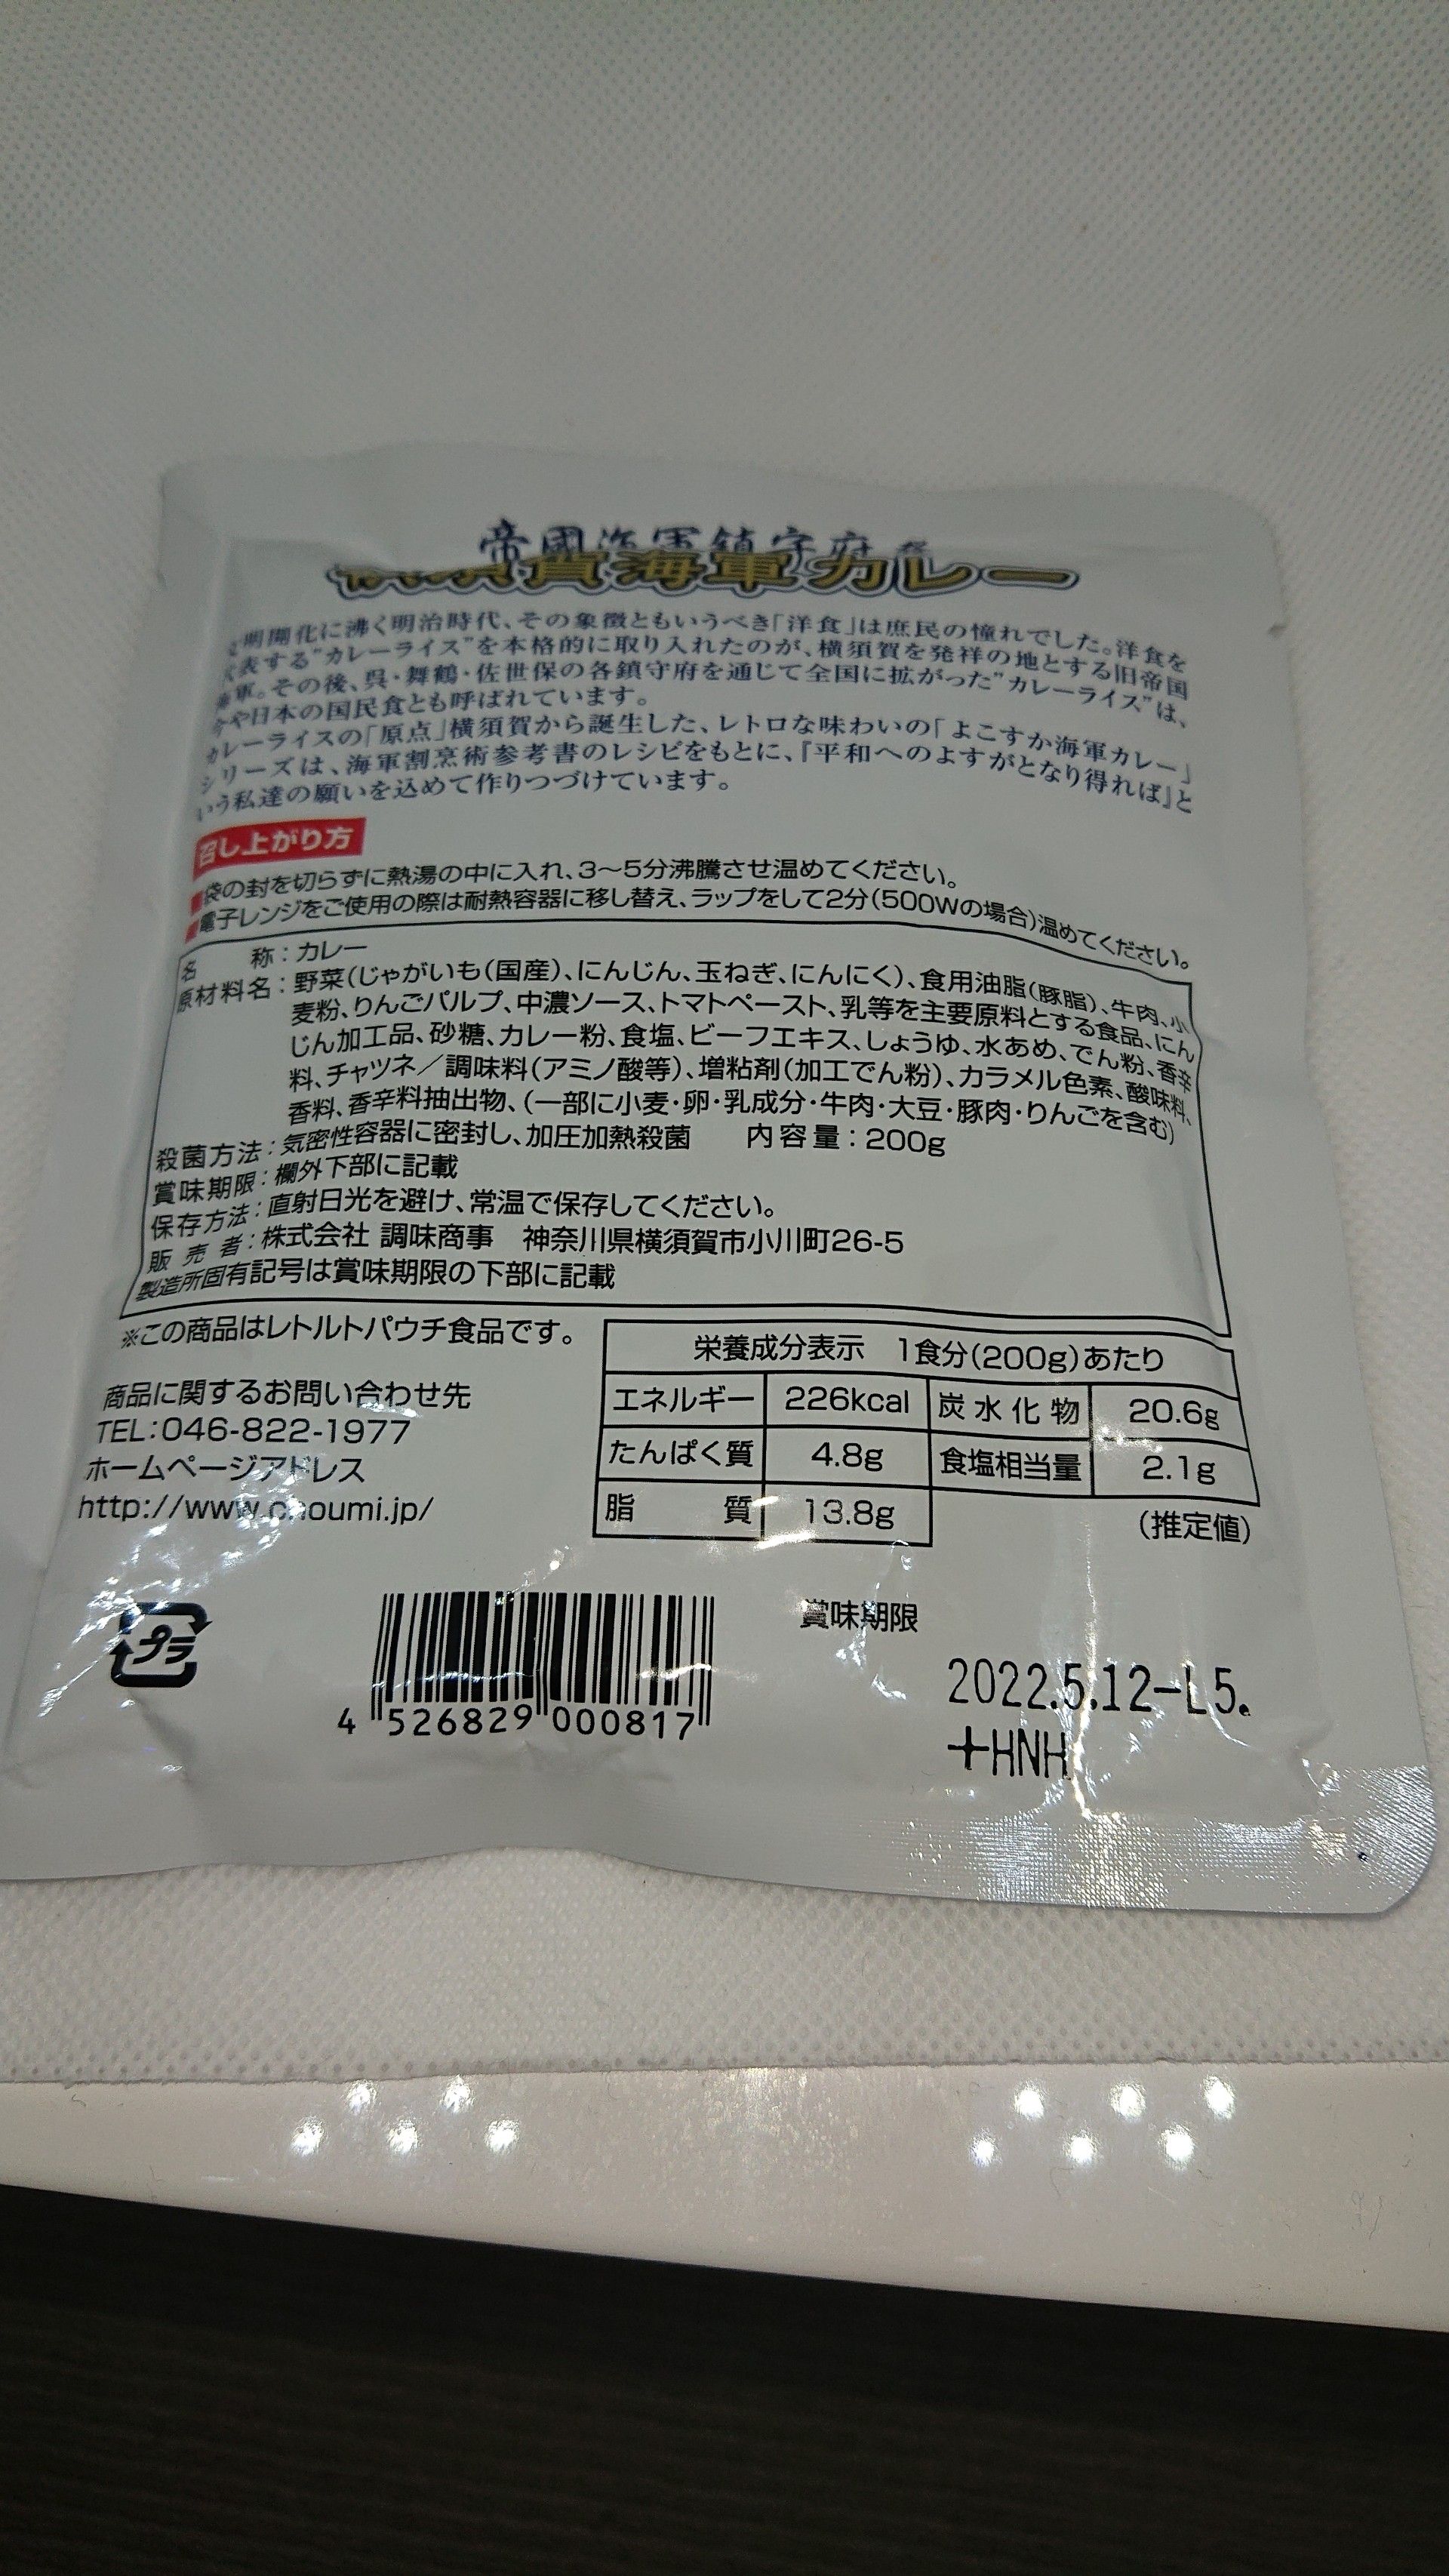 帝國海軍鎮守府
須賀海軍カレー
明開化に沸く明治時代、その象徴ともいうべき「洋食」は庶民の憧れでした。洋食を
表する"カレーライス"を本格的に取り入れたのが、横須賀を発祥の地とする旧帝国
軍。その後、呉・舞鶴・佐世保の各鎮守府を通じて全国に拡がった"カレーライス"は、
今や日本の国民食とも呼ばれています。
カレーライスの「原点」横須賀から誕生した、レトロな味わいの「よこすか海軍カレー」
シリーズは、海軍割烹術参考書のレシピをもとに、『平和へのよすがとなり得れば』と
いう私達の願いを込めて作りつづけています。
召し上がり方
■袋の封を切らずに熱湯の中に入れ、3〜5分沸騰させ温めてください。
■電子レンジをご使用の際は耐熱容器に移し替え、ラップをして2分(500Wの場合)温めてください。
名称:カレー
原材料名:野菜(じゃがいも(国産)、にんじん、玉ねぎ、にんにく)、食用油脂(豚脂)、牛肉、小
麦粉、りんごパルプ、中濃ソース、トマトペースト、乳等を主要原料とする食品、にん
じん加工品、砂糖、カレー粉、食塩、ビーフエキス、しょうゆ、水あめ、でん粉、香辛
料、チャツネ/調味料(アミノ酸等)、増粘剤(加工でん粉)、カラメル色素、酸味料、
香料、香辛料抽出物、(一部に小麦・卵・乳成分・牛肉・大豆・豚肉・りんごを含む)
殺菌方法:気密性容器に密封し、加圧加熱殺菌 内容量:200g
賞味期限:欄外下部に記載
保存方法:直射日光を避け、常温で保存してください。
販売者:株式会社 調味商事 神奈川県横須賀市小川町26-5
製造所固有記号は賞味期限の下部に記載
※この商品はレトルトパウチ食品です。
栄養成分表示 1食分(200g)あたり
エネルギー 226kcal 炭水化物 20.6g
たんぱく質 4.8g 食塩相当量 2.1g
脂質 13.8g
(推定値)
商品に関するお問い合わせ先
TEL:046-822-1977
ホームページアドレス
http://www.choumi.jp/
プラ
4 526829 000817
賞味期限
2022.5.12-L5.
+HNH